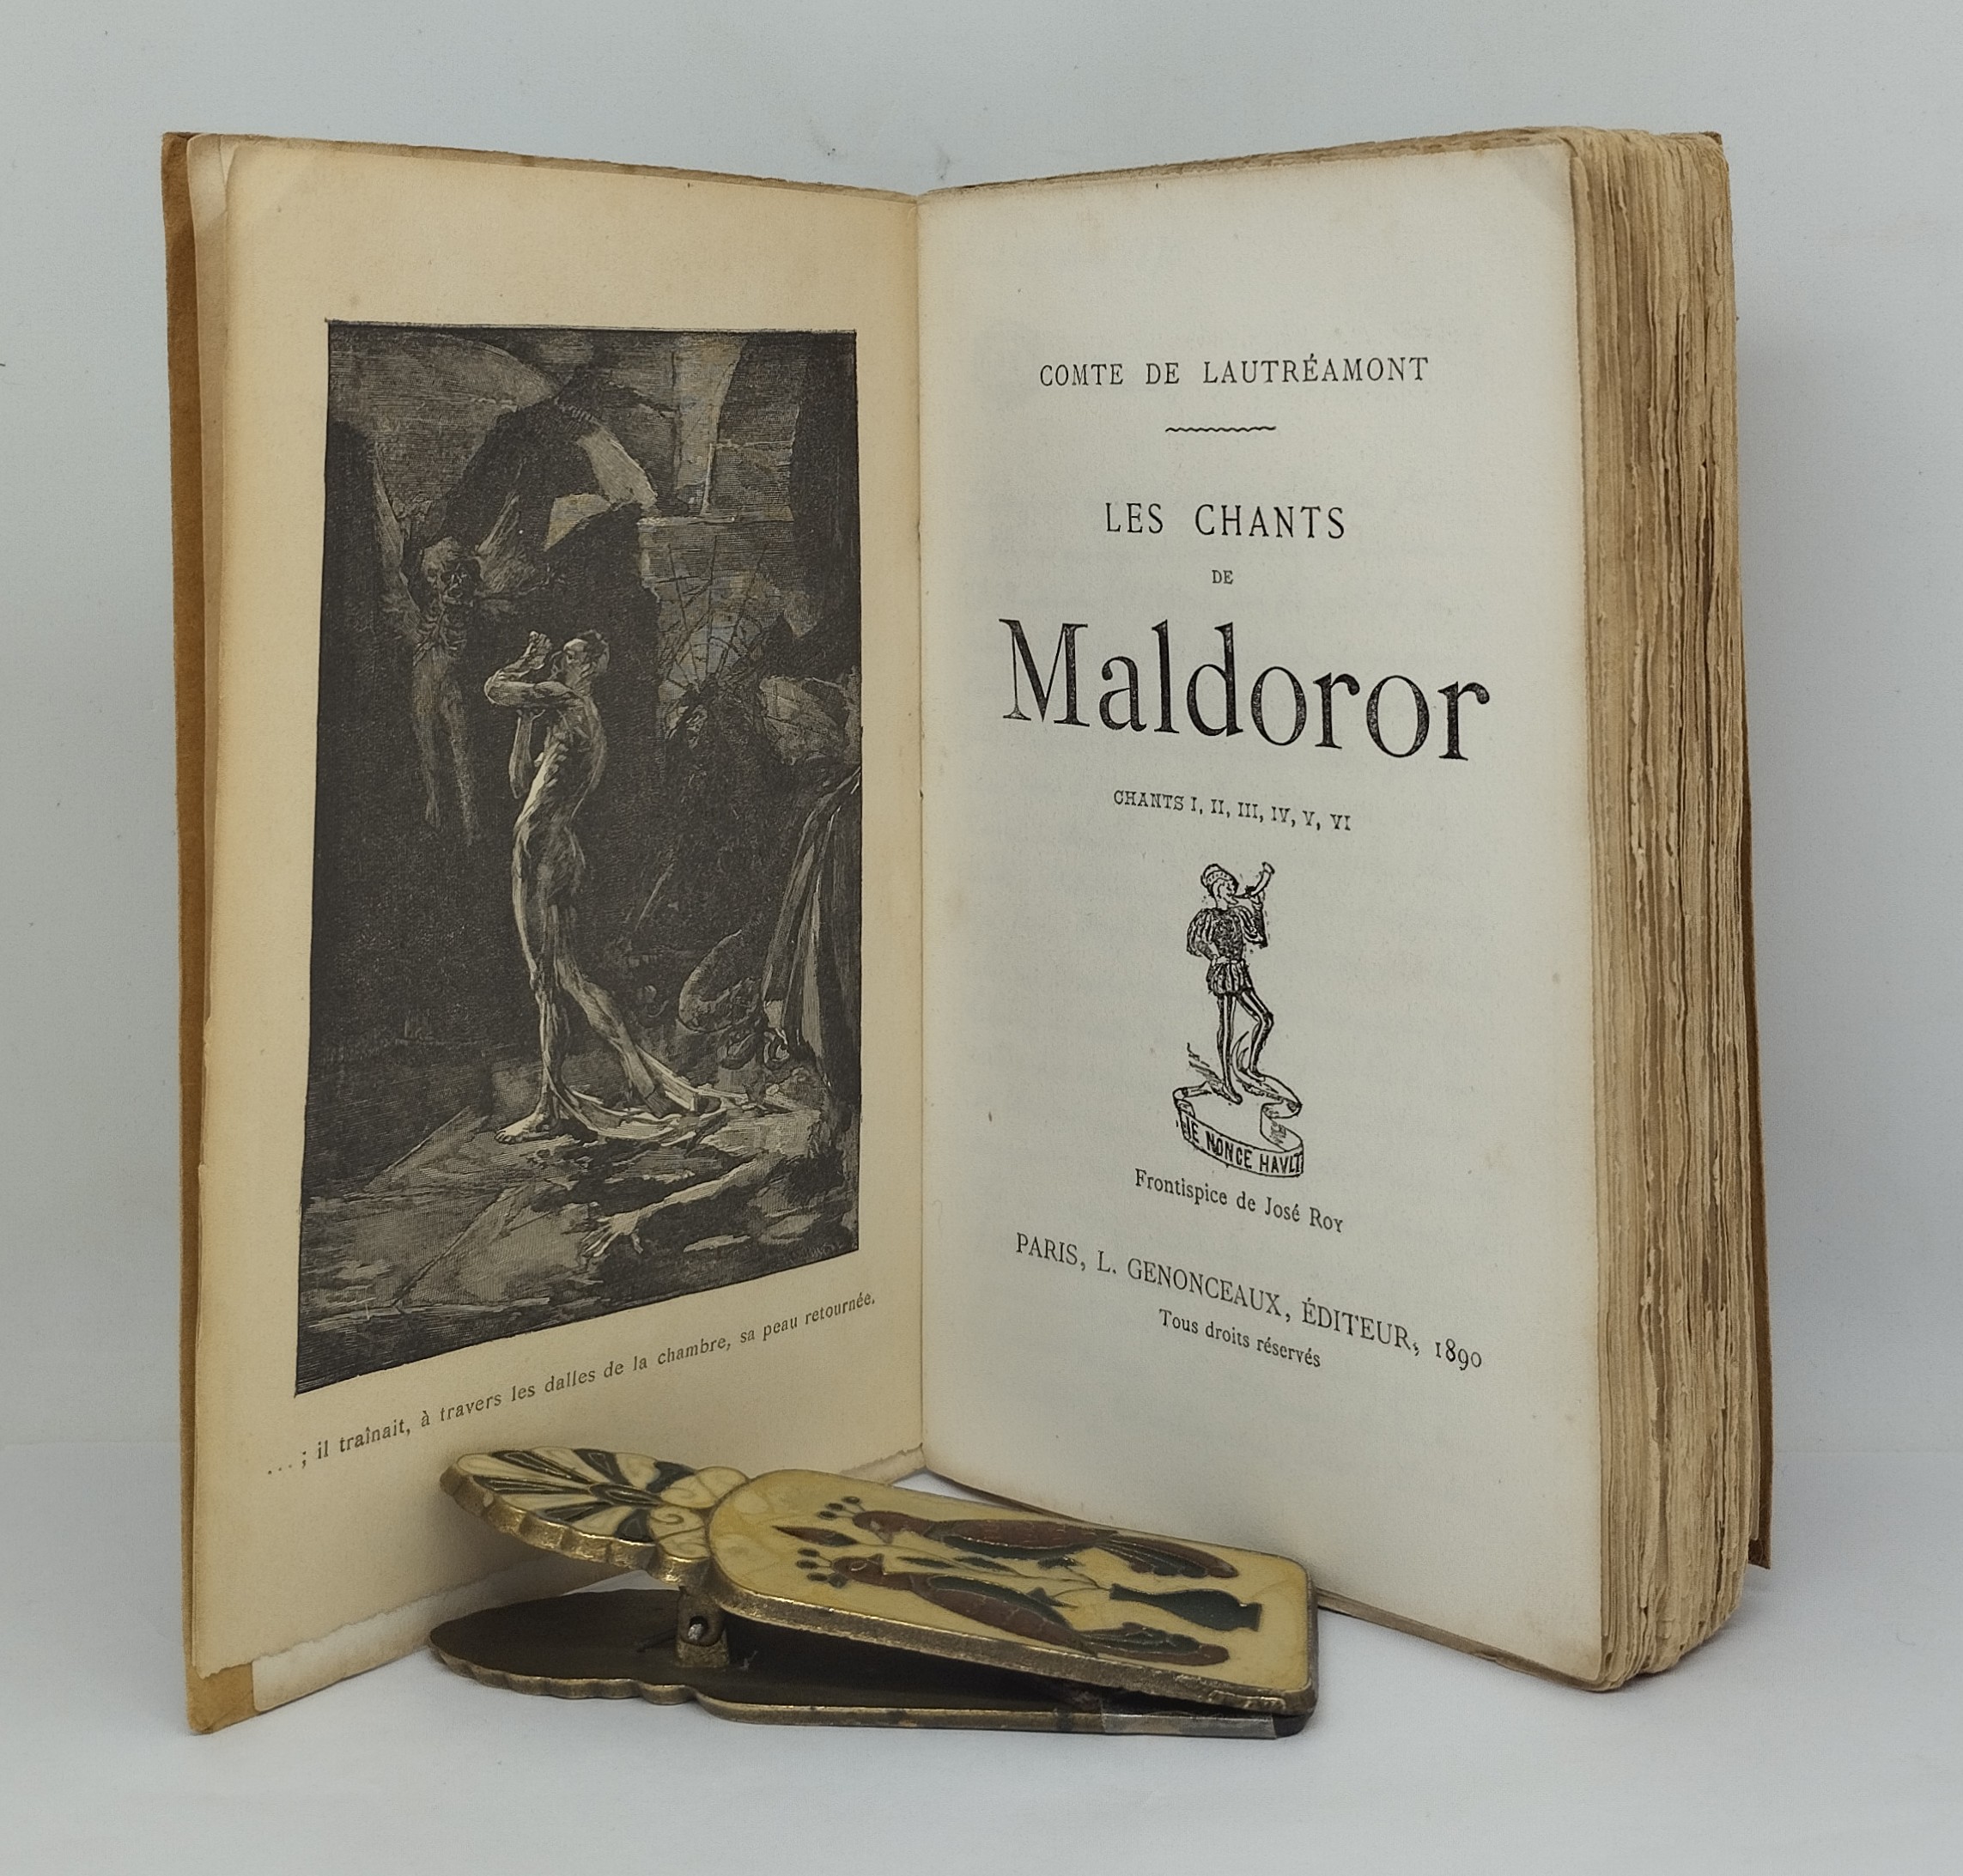 ...; il traînait, à travers les dalles de la chambre, sa peau retournée.
COMTE DE LAUTRÉAMONT
LES CHANTS
DE
Maldoror
CHANTS I, II, III, IV, V, VI
JE NONCE HAVLT
Frontispice de José Roy
PARIS, L. GENONCEAUX, ÉDITEUR, 1890
Tous droits réservés